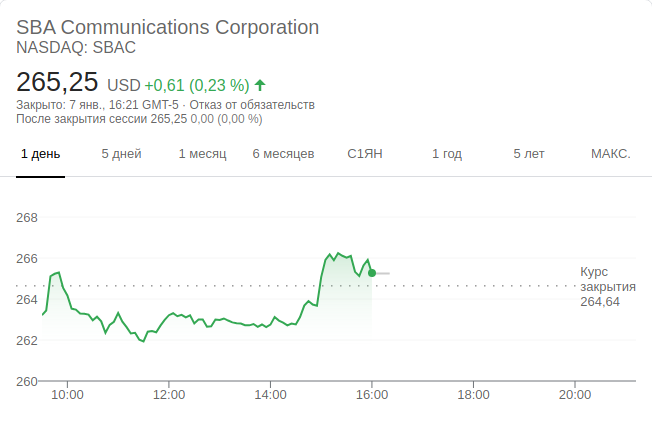 SBA Communications Corporation
NASDAQ: SBAC
265,25 USD +0,61 (0,23 %)
Закрыто: 7 янв., 16:21 GMT-5 · Отказ от обязательств
После закрытия сессии 265,25 0,00 (0,00 %)
1 день 5 дней 1 месяц 6 месяцев С1ЯН 1 год 5 лет МАКС.
268
266
Курс
закрытия
264,64
264
262
260
10:00 12:00 14:00 16:00 18:00 20:00